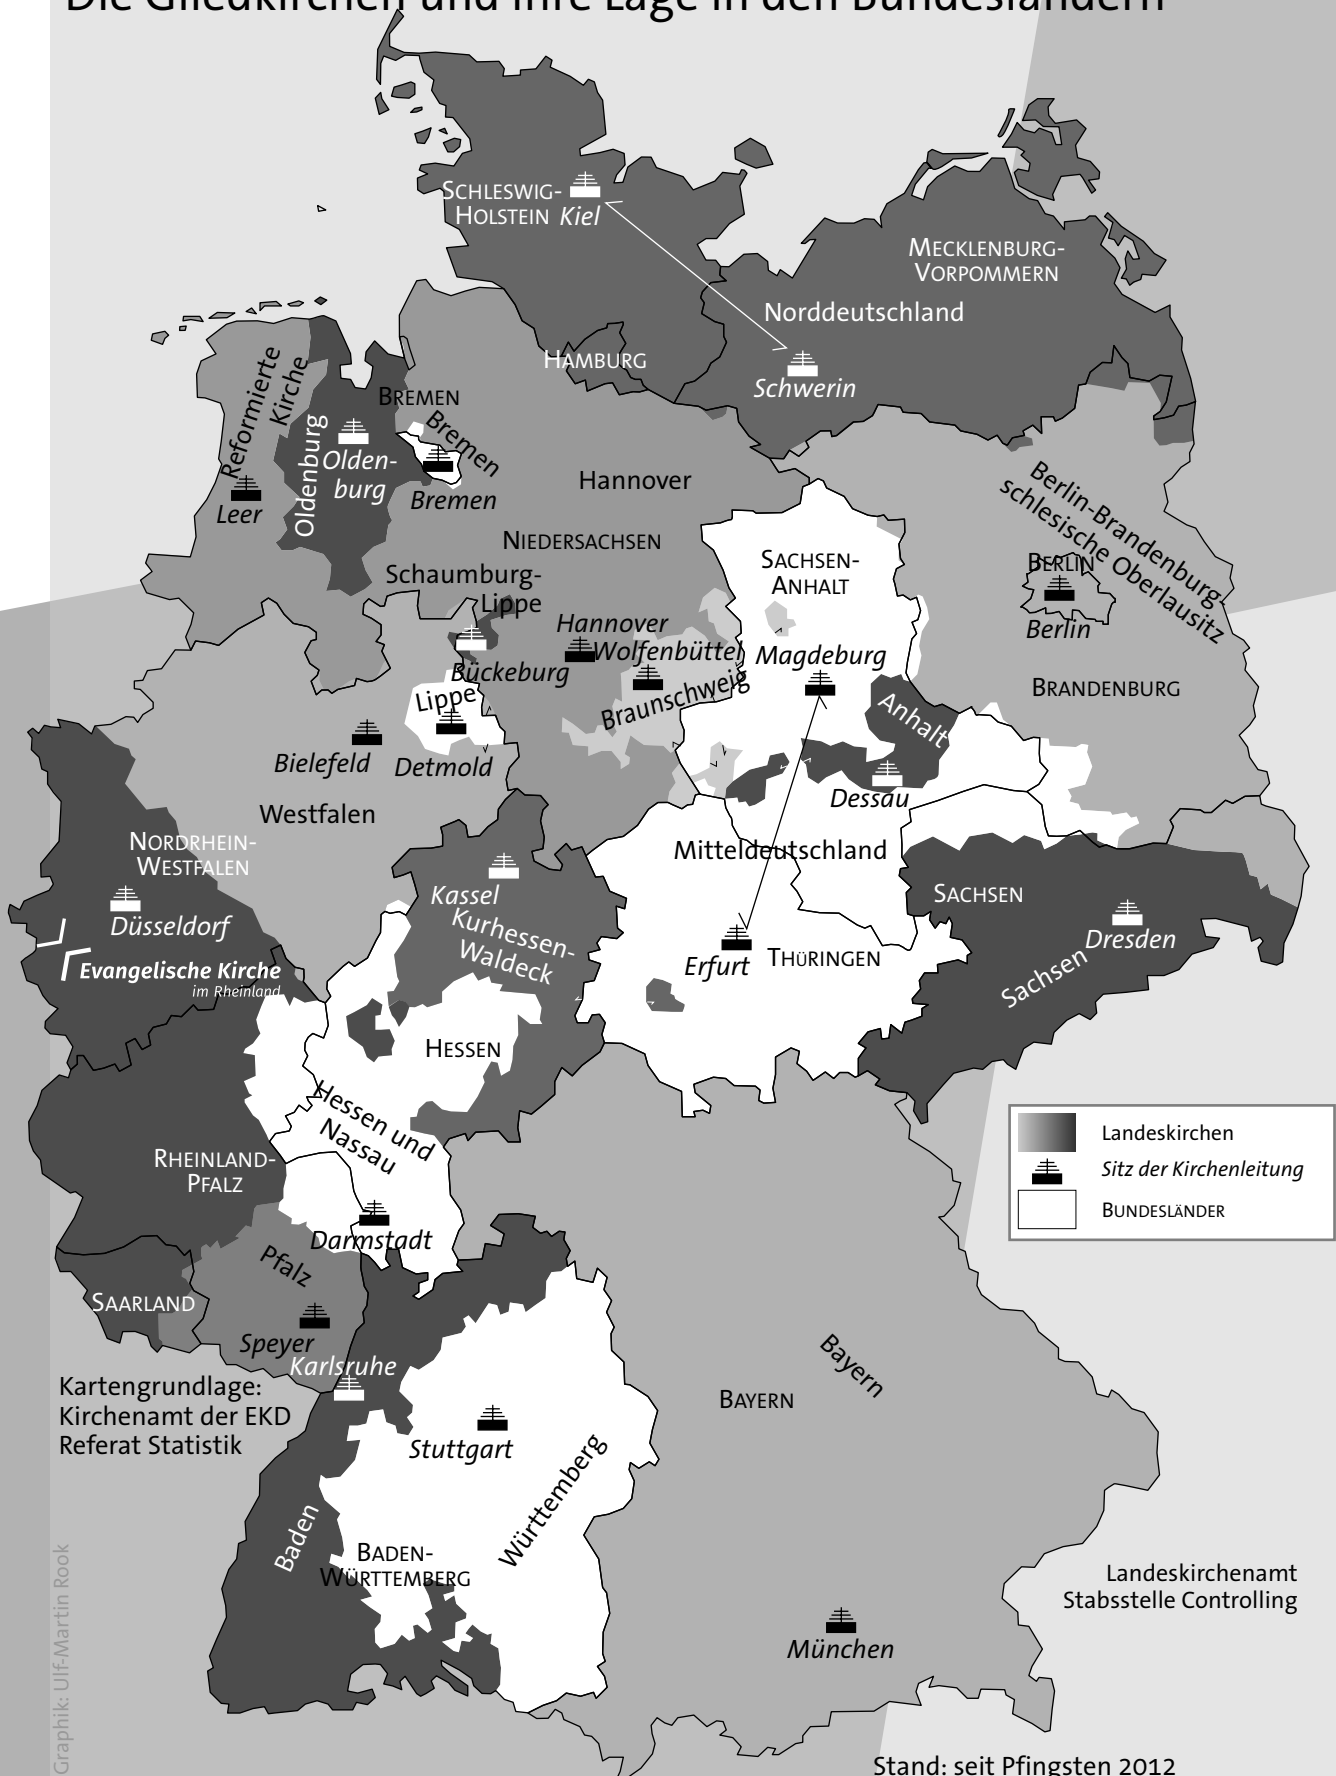 Die Gliedkirchen und ihre Lage in den Bundesländern
SCHLESWIG-
HOLSTEIN Kiel
MECKLENBURG-
VORPOMMERN
Norddeutschland
HAMBURG
Schwerin
Reformierte
Kirche
Leer
Oldenburg
Olden-
burg
BREMEN
Bremen
Bremen
Hannover
NIEDERSACHSEN
Schaumburg-
Lippe
Bückeburg
Hannover
Wolfenbüttel
Braunschweig
SACHSEN-
ANHALT
Magdeburg
Anhalt
Dessau
Berlin-Brandenburg-
schlesische Oberlausitz
BERLIN
Berlin
BRANDENBURG
Lippe
Detmold
Bielefeld
Westfalen
NORDRHEIN-
WESTFALEN
Düsseldorf
Evangelische Kirche
im Rheinland
Kassel
Kurhessen-
Waldeck
Mitteldeutschland
Erfurt
THÜRINGEN
SACHSEN
Dresden
Sachsen
HESSEN
Hessen und
Nassau
Darmstadt
RHEINLAND-
PFALZ
Pfalz
SAARLAND
Speyer
Karlsruhe
Landeskirchen
Sitz der Kirchenleitung
BUNDESLÄNDER
Kartengrundlage:
Kirchenamt der EKD
Referat Statistik
Stuttgart
Württemberg
Baden
BADEN-
WÜRTTEMBERG
BAYERN
Bayern
München
Landeskirchenamt
Stabsstelle Controlling
Graphik: Ulf-Martin Rook
Stand: seit Pfingsten 2012